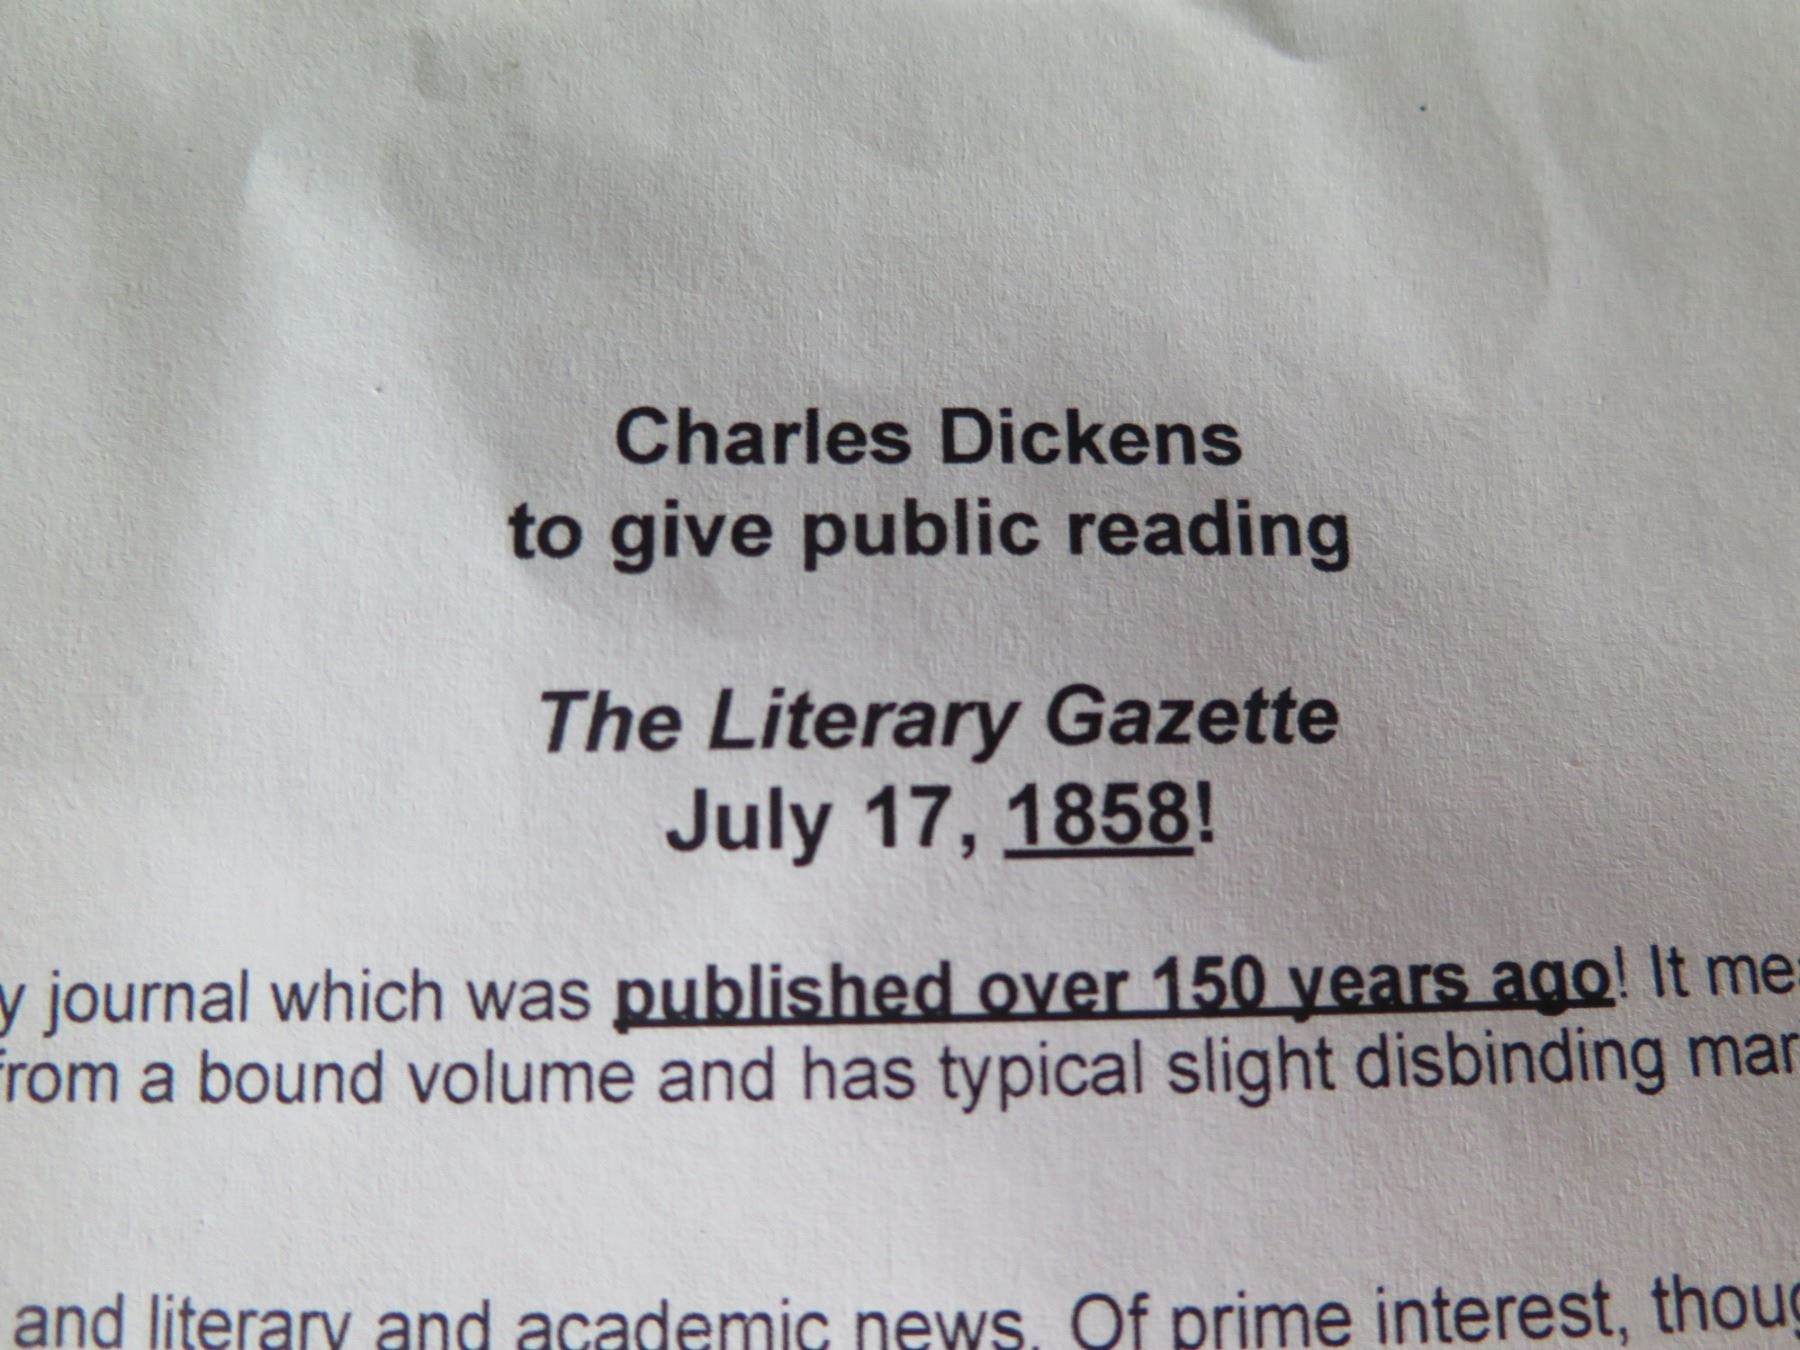 Charles Dickens
to give public reading
The Literary Gazette
July 17, 1858!
journal which was published over 150 years ago! It
from a bound volume and has typical slight disbinding
and literary and academic news. Of prime interest,